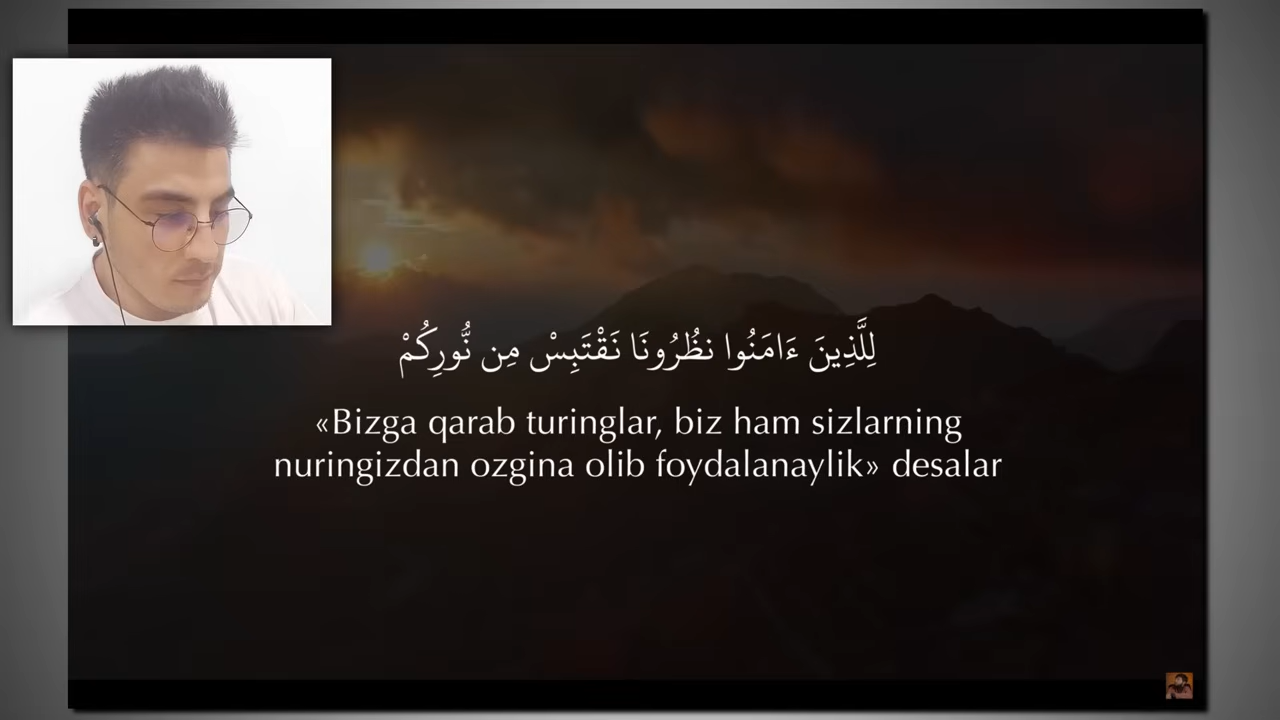 لِلَّذِينَ ءَامَنُوا نظُرُونَا نَقْتَبِسْ مِن نُّورِكُمْ
«Bizga qarab turinglar, biz ham sizlarning
nuringizdan ozgina olib foydalanaylik» desalar